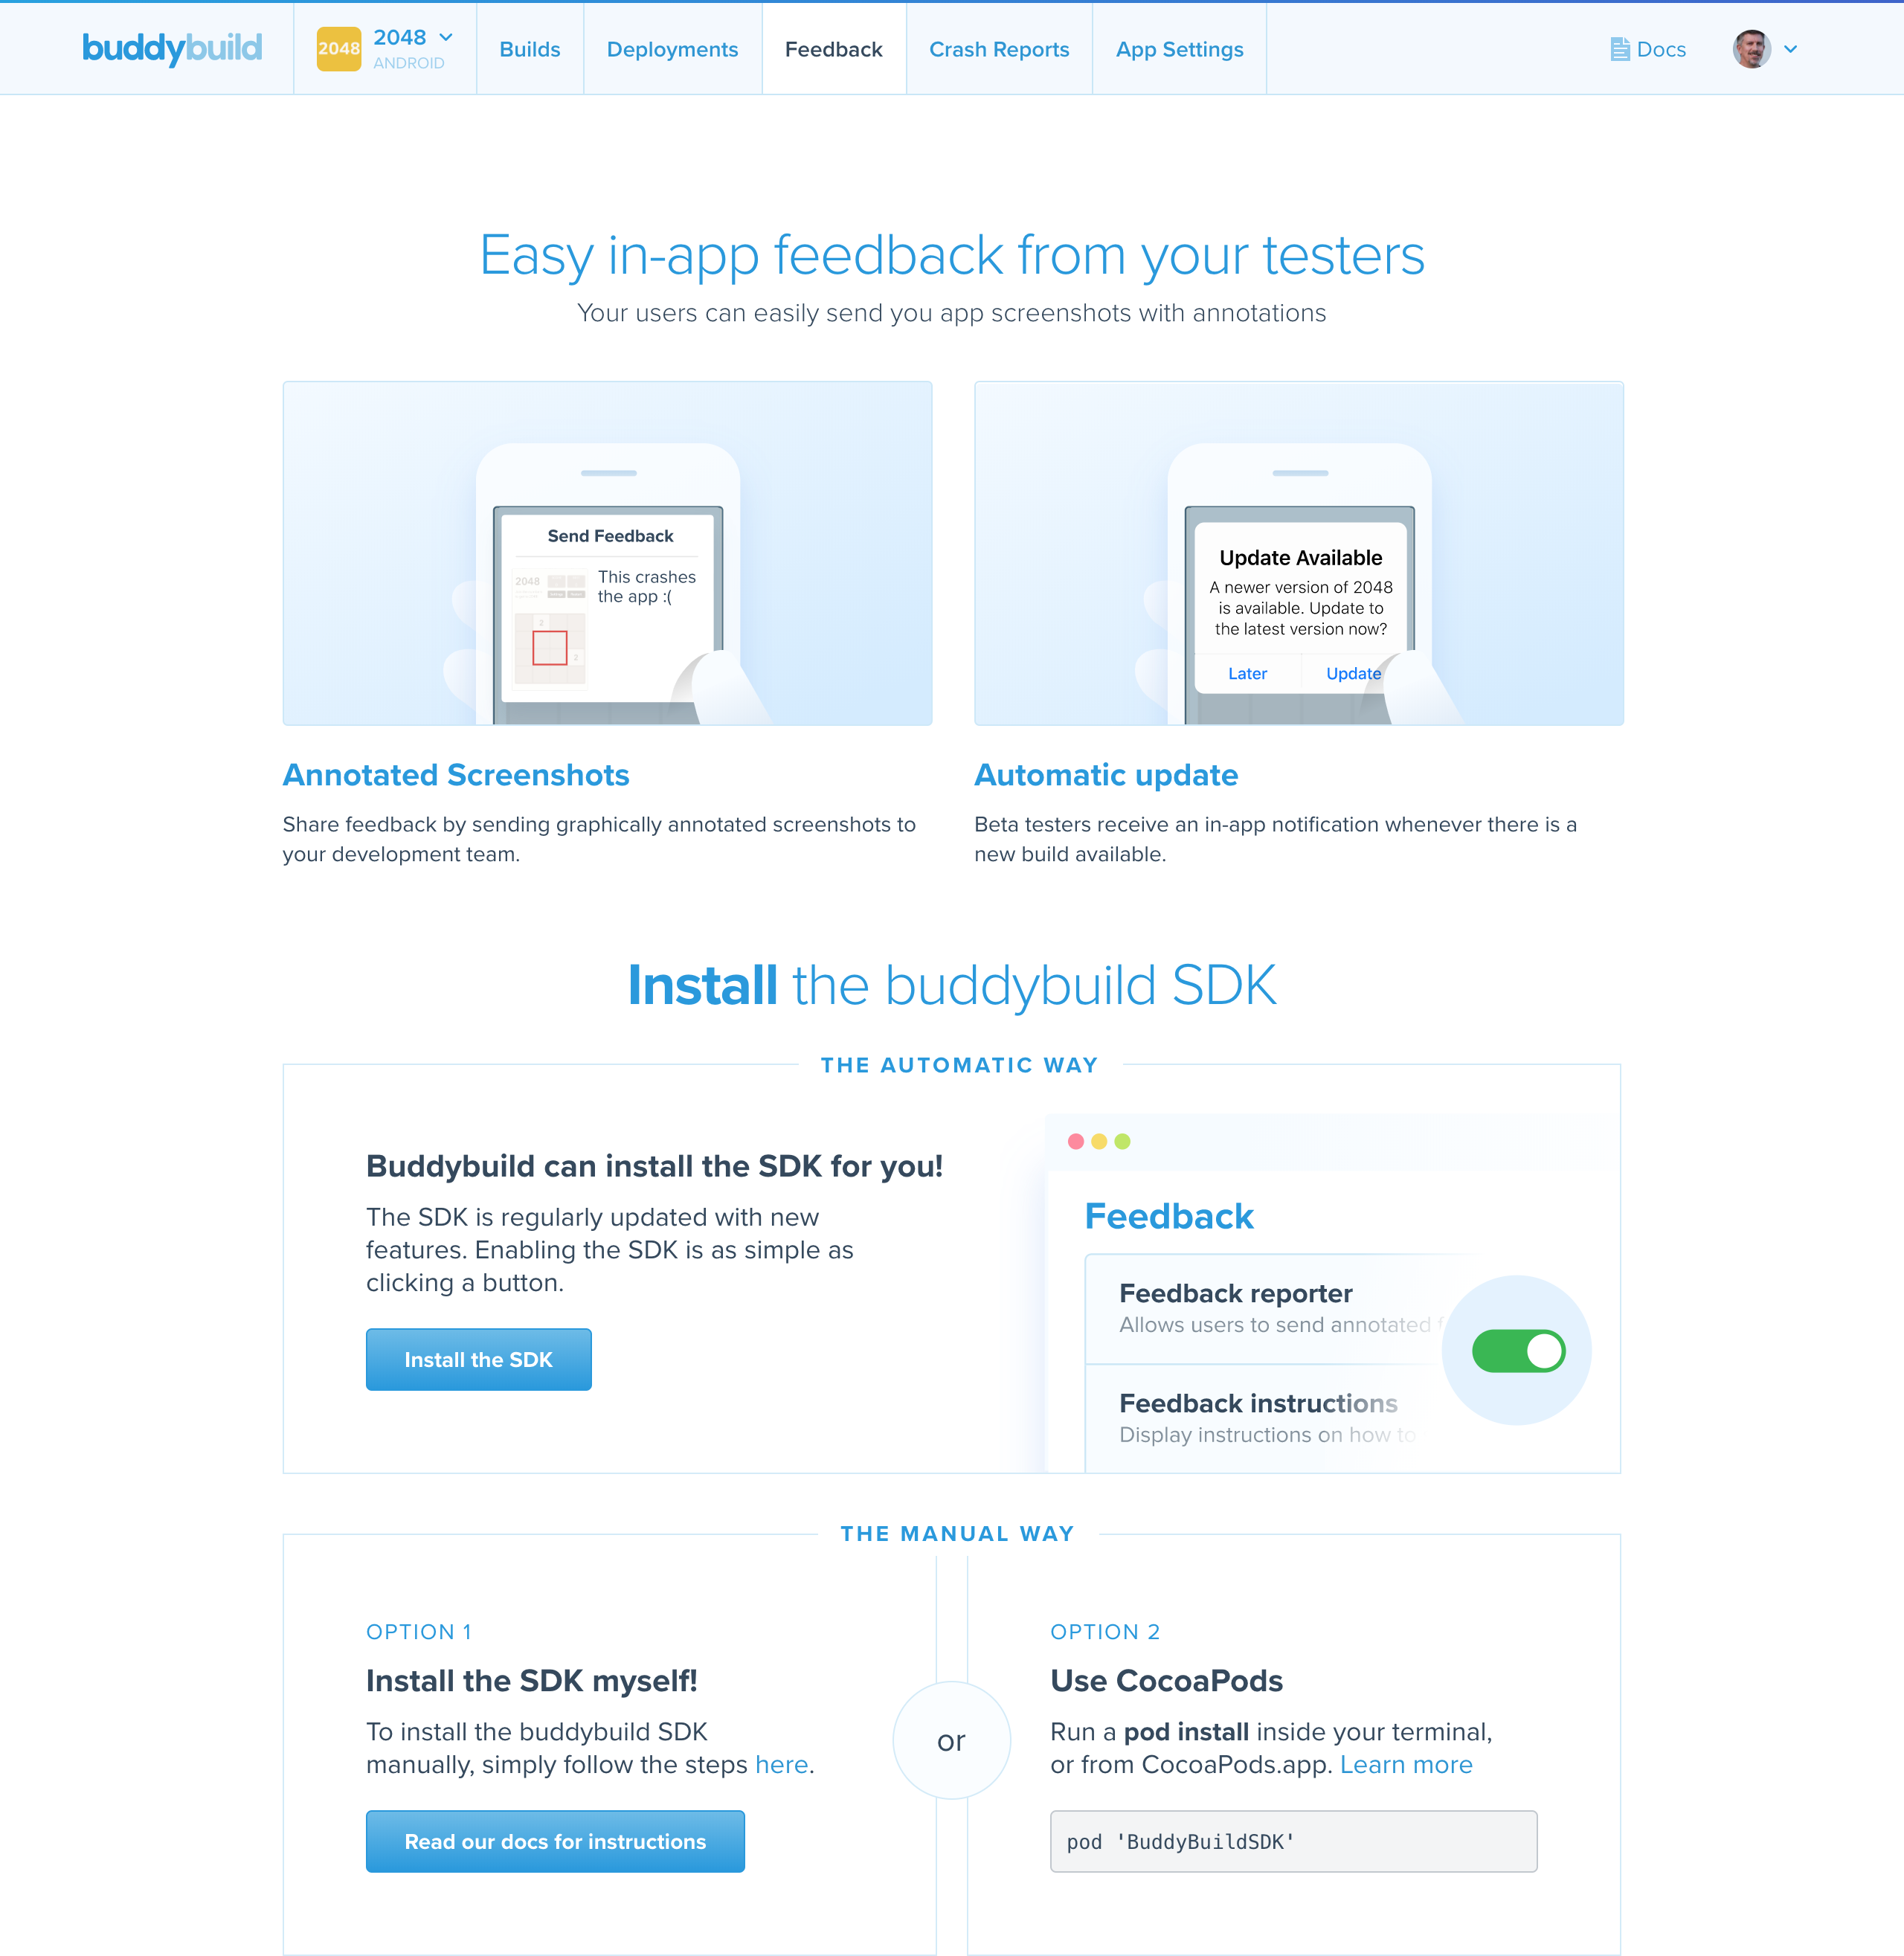 buddybuild
2048
2048
ANDROID
Builds
Deployments
Feedback
Crash Reports
App Settings
Docs
Easy in-app feedback from your testers
Your users can easily send you app screenshots with annotations
Send Feedback
2048
This crashes
the app :(
2
2
Update Available
A newer version of 2048
is available. Update to
the latest version now?
Later
Update
Annotated Screenshots
Share feedback by sending graphically annotated screenshots to
your development team.
Automatic update
Beta testers receive an in-app notification whenever there is a
new build available.
Install the buddybuild SDK
THE AUTOMATIC WAY
Buddybuild can install the SDK for you!
The SDK is regularly updated with new
features. Enabling the SDK is as simple as
clicking a button.
Install the SDK
Feedback
Feedback reporter
Allows users to send annotated f
Feedback instructions
Display instructions on how to
THE MANUAL WAY
OPTION 1
Install the SDK myself!
To install the buddybuild SDK
manually, simply follow the steps here.
Read our docs for instructions
or
OPTION 2
Use CocoaPods
Run a pod install inside your terminal,
or from CocoaPods.app. Learn more
pod 'BuddyBuildSDK'